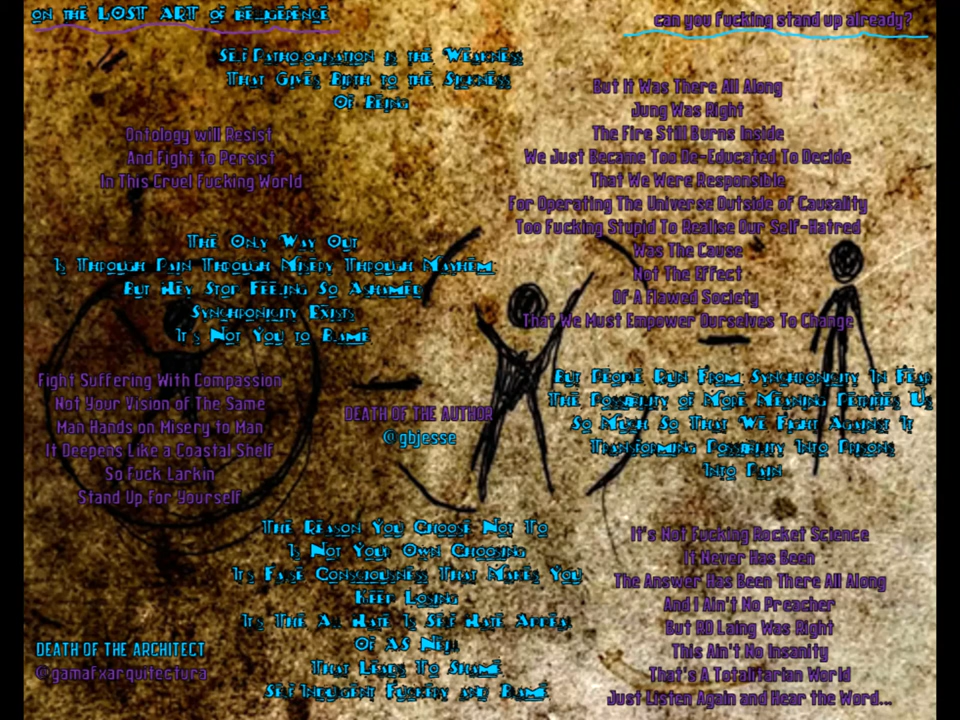 on the LOST ART of BELLIGERENCE
can you fucking stand up already?
Self Pathologisation is the Weakness
That Gives Birth to the Sickness
Of Being
Ontology will Resist
And Fight to Persist
In This Cruel Fucking World
The Only Way Out
Is Through Pain Through Misery Through Mayhem
But Hey Stop Feeling So Ashamed
Synchronicity Exists
It's Not You to Blame
Fight Suffering With Compassion
Not Your Vision of The Same
Man Hands on Misery to Man
It Deepens Like a Coastal Shelf
So Fuck Larkin
Stand Up For Yourself
DEATH OF THE AUTHOR
@gbjesse
The Reason You Choose Not To
Is Not Your Own Choosing
It's False Consciousness That Makes You
Keep Losing
It's The All Hate Is Self Hate
Of AS Neill
That Leads To Shame
Self-Indulgent Fuckery and Blame
DEATH OF THE ARCHITECT
@gamafxarquitectura
But It Was There All Along
Jung Was Right
The Fire Still Burns Inside
We Just Became Too De-Educated To Decide
That We Were Responsible
For Operating The Universe Outside of Causality
Too Fucking Stupid To Realise Our Self-Hatred
Was The Cause
Not The Effect
Of A Flawed Society
That We Must Empower Ourselves To Change
But People Run From Synchronicity In Fear
The Possibility of More Meaning Petrifies Us
So Much So That We Fight Against It
Transforming Possibility Into Prisons
Into Pain
It's Not Fucking Rocket Science
It Never Has Been
The Answer Has Been There All Along
And I Ain't No Preacher
But RD Laing Was Right
This Ain't No Insanity
That's A Totalitarian World
Just Listen Again and Hear the Word...